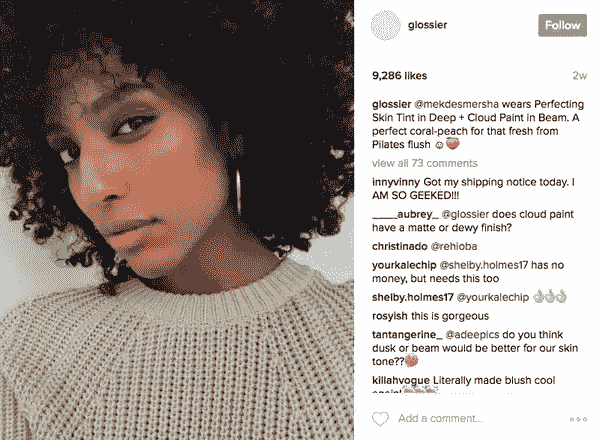 glossier
Follow
9,286 likes
2w
glossier @mekdesmersha wears Perfecting
Skin Tint in Deep + Cloud Paint in Beam. A
perfect coral-peach for that fresh from
Pilates flush ☺️🍑
view all 73 comments
innyvinny Got my shipping notice today. I
AM SO GEEKED!!!
____aubrey_ @glossier does cloud paint
have a matte or dewy finish?
christinado @rehioba
yourkalechip @shelby.holmes17 has no
money, but needs this too
shelby.holmes17 @yourkalechip 👌🏻👌🏻👌🏻
rosyish this is gorgeous
tantangerine_ @adeepics do you think
dusk or beam would be better for our skin
tone??
killahvogue Literally made blush cool
again!
Add a comment...